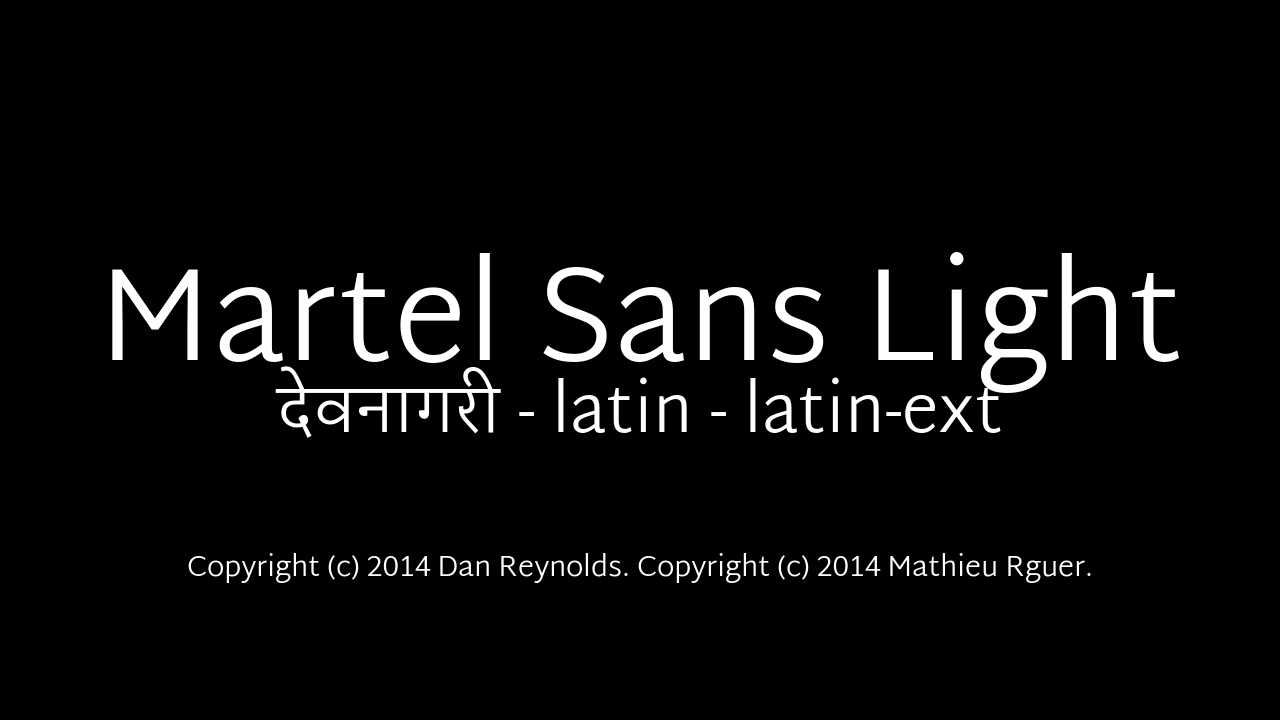 Martel Sans Light
देवनागरी - latin - latin-ext
Copyright (c) 2014 Dan Reynolds. Copyright (c) 2014 Mathieu Rguer.